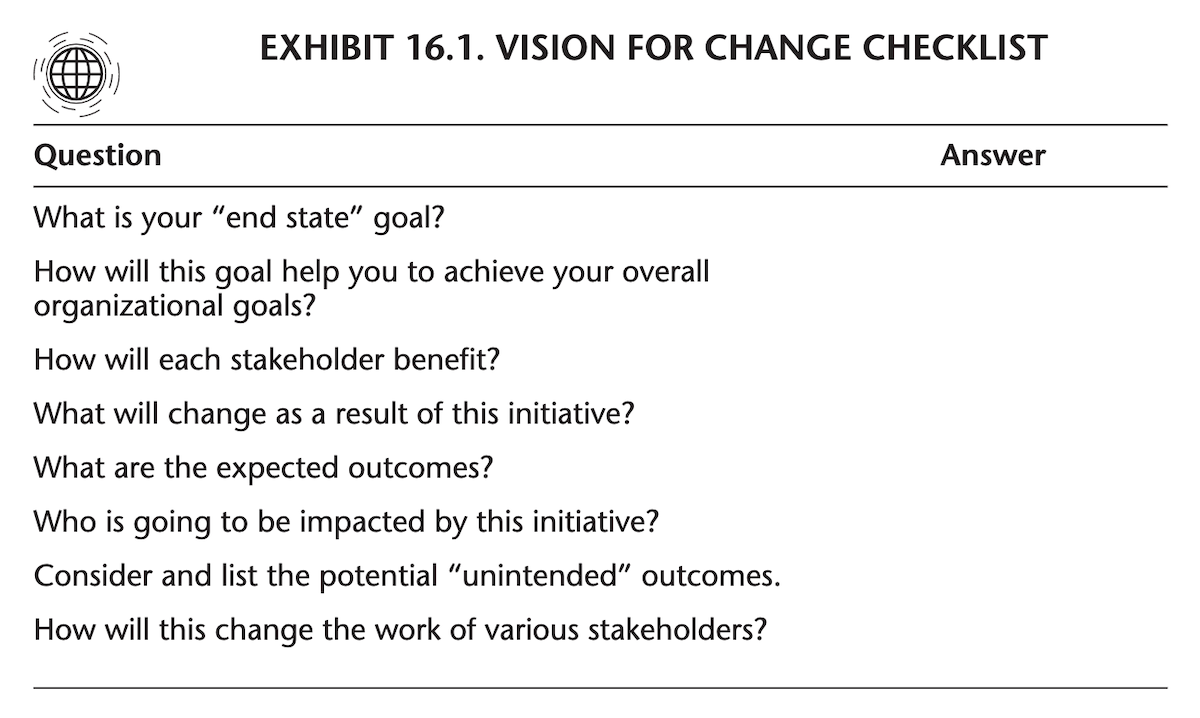 EXHIBIT 16.1. VISION FOR CHANGE CHECKLIST
Question Answer
What is your “end state” goal?
How will this goal help you to achieve your overall
organizational goals?
How will each stakeholder benefit?
What will change as a result of this initiative?
What are the expected outcomes?
Who is going to be impacted by this initiative?
Consider and list the potential “unintended” outcomes.
How will this change the work of various stakeholders?